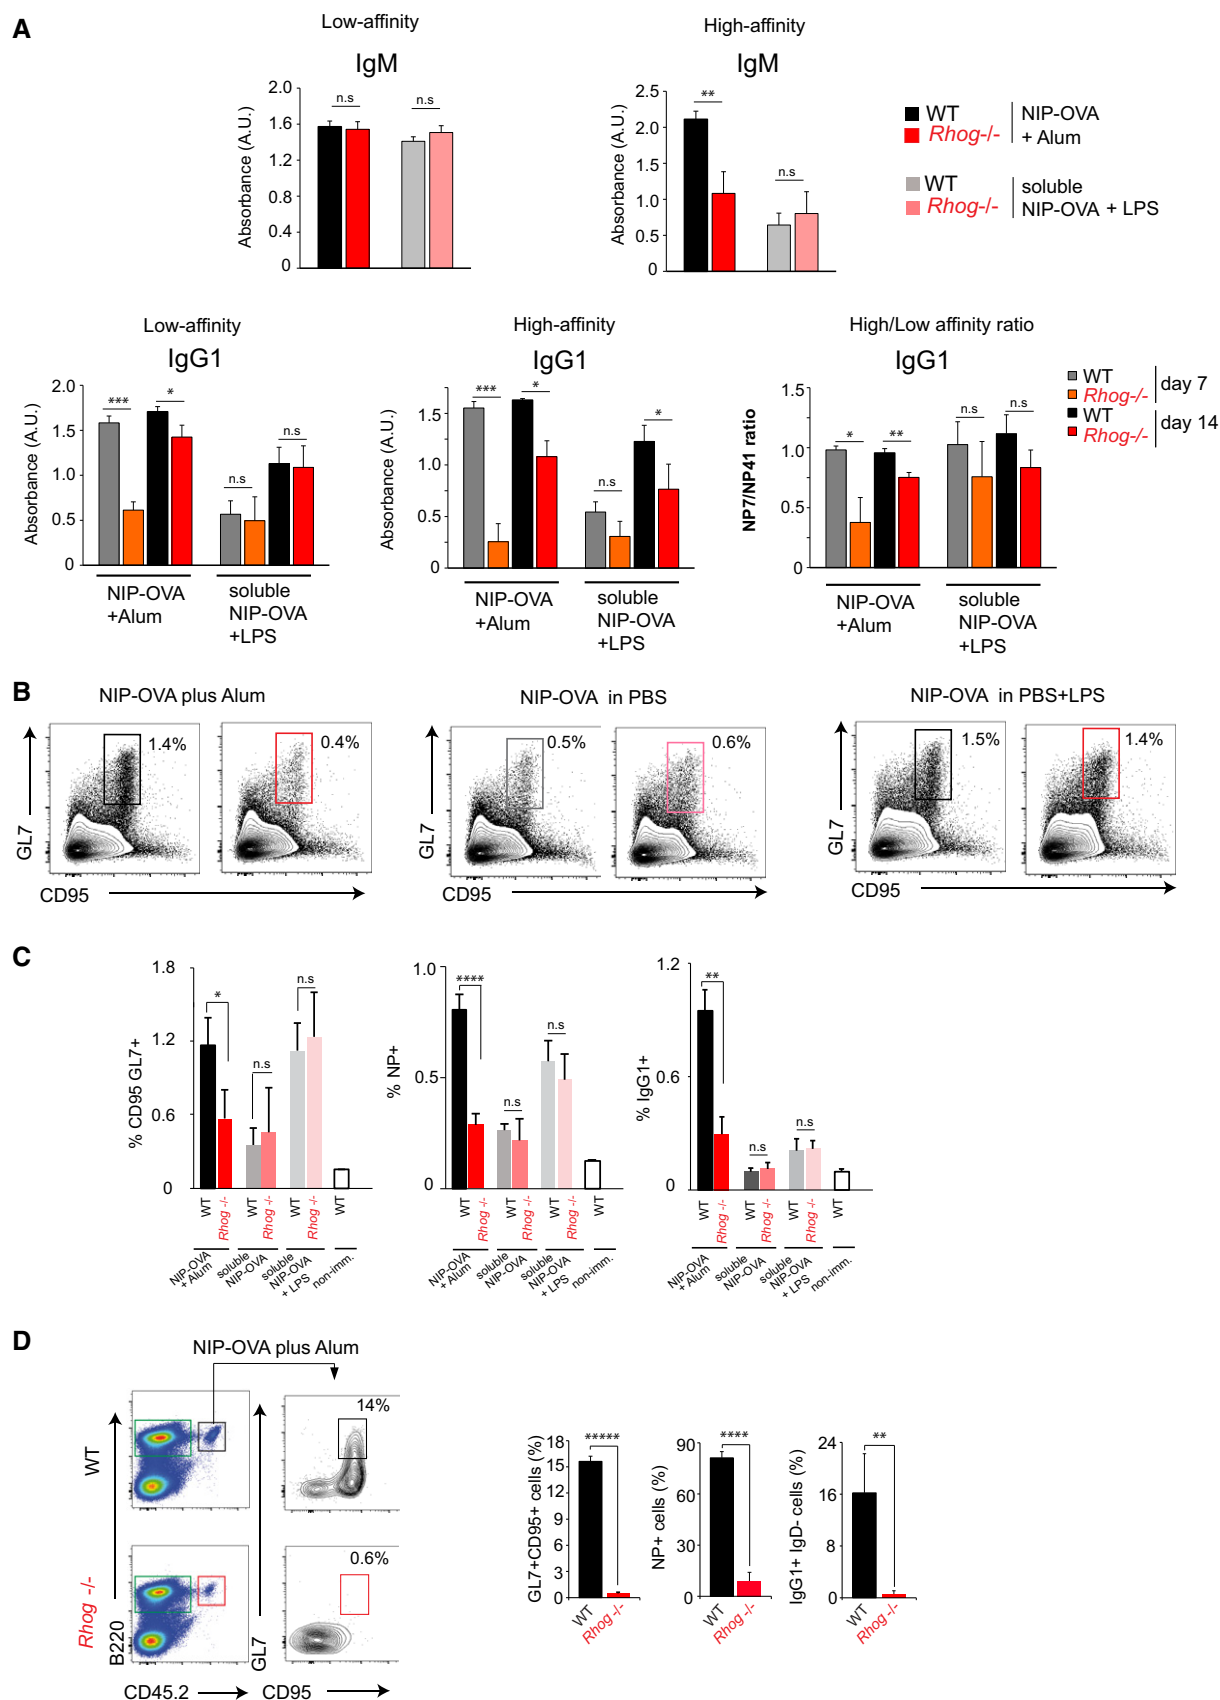 A
Low-affinity
IgM
Absorbance (A.U.)
2.0
1.6
1.2
0.8
0.4
0
n.s
n.s
High-affinity
IgM
Absorbance (A.U.)
2.5
2.0
1.5
1.0
0.5
0
**
n.s
WT
Rhog-/-
NIP-OVA
+ Alum
WT
Rhog-/-
soluble
NIP-OVA + LPS
Low-affinity
IgG1
Absorbance (A.U.)
2.0
1.5
1.0
0.5
0
***
*
n.s
n.s
NIP-OVA
+Alum
soluble
NIP-OVA
+LPS
High-affinity
IgG1
Absorbance (A.U.)
1.5
1.0
0.5
0
***
*
n.s
*
NIP-OVA
+Alum
soluble
NIP-OVA
+LPS
High/Low affinity ratio
IgG1
NP7/NP41 ratio
1.5
1.0
0.5
1.0
*
**
n.s
n.s
NIP-OVA
+Alum
soluble
NIP-OVA
+LPS
WT
Rhog-/-
day 7
WT
Rhog-/-
day 14
B
NIP-OVA plus Alum
GL7
1.4%
0.4%
CD95
NIP-OVA in PBS
GL7
0.5%
0.6%
CD95
NIP-OVA in PBS+LPS
GL7
1.5%
1.4%
CD95
C
% CD95 GL7+
1.8
1.2
0.6
0
*
n.s
n.s
WT
Rhog -/-
WT
Rhog -/-
WT
Rhog -/-
WT
NIP-OVA
+ Alum
soluble
NIP-OVA
soluble
NIP-OVA
+ LPS
non-imm.
% NP+
1.0
0.5
0
****
n.s
n.s
WT
Rhog -/-
WT
Rhog -/-
WT
Rhog -/-
WT
NIP-OVA
+ Alum
soluble
NIP-OVA
soluble
NIP-OVA
+ LPS
non-imm.
% IgG1+
1.2
0.6
0
**
n.s
n.s
WT
Rhog -/-
WT
Rhog -/-
WT
Rhog -/-
WT
NIP-OVA
+ Alum
soluble
NIP-OVA
soluble
NIP-OVA
+ LPS
non-imm.
D
NIP-OVA plus Alum
WT
14%
Rhog -/-
0.6%
B220
GL7
CD45.2
CD95
GL7+CD95+ cells (%)
18
15
12
9
6
3
0
*****
WT
Rhog -/-
NP+ cells (%)
90
60
30
0
****
WT
Rhog -/-
IgG1+ IgD- cells (%)
24
16
8
0
**
WT
Rhog -/-